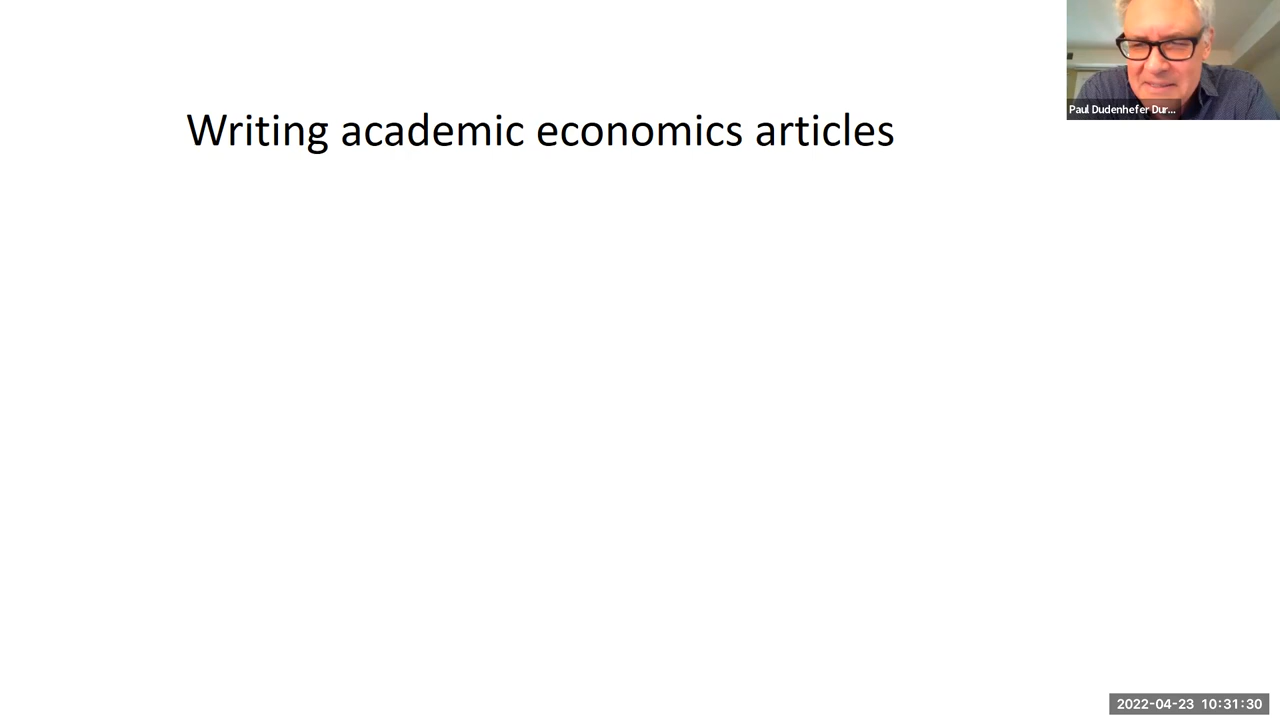 Writing academic economics articles
Paul Dudenhefer Dur...
2022-04-23 10:31:30